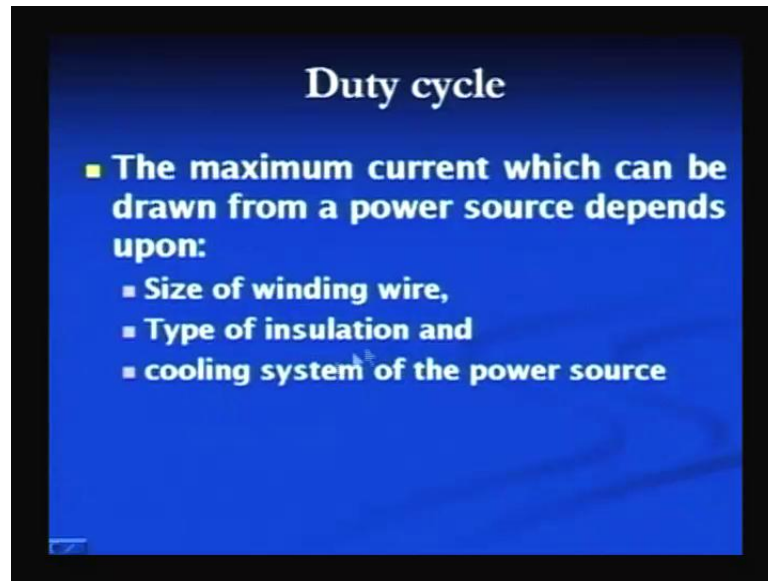 Duty cycle
The maximum current which can be
drawn from a power source depends
upon:
Size of winding wire,
Type of insulation and
cooling system of the power source